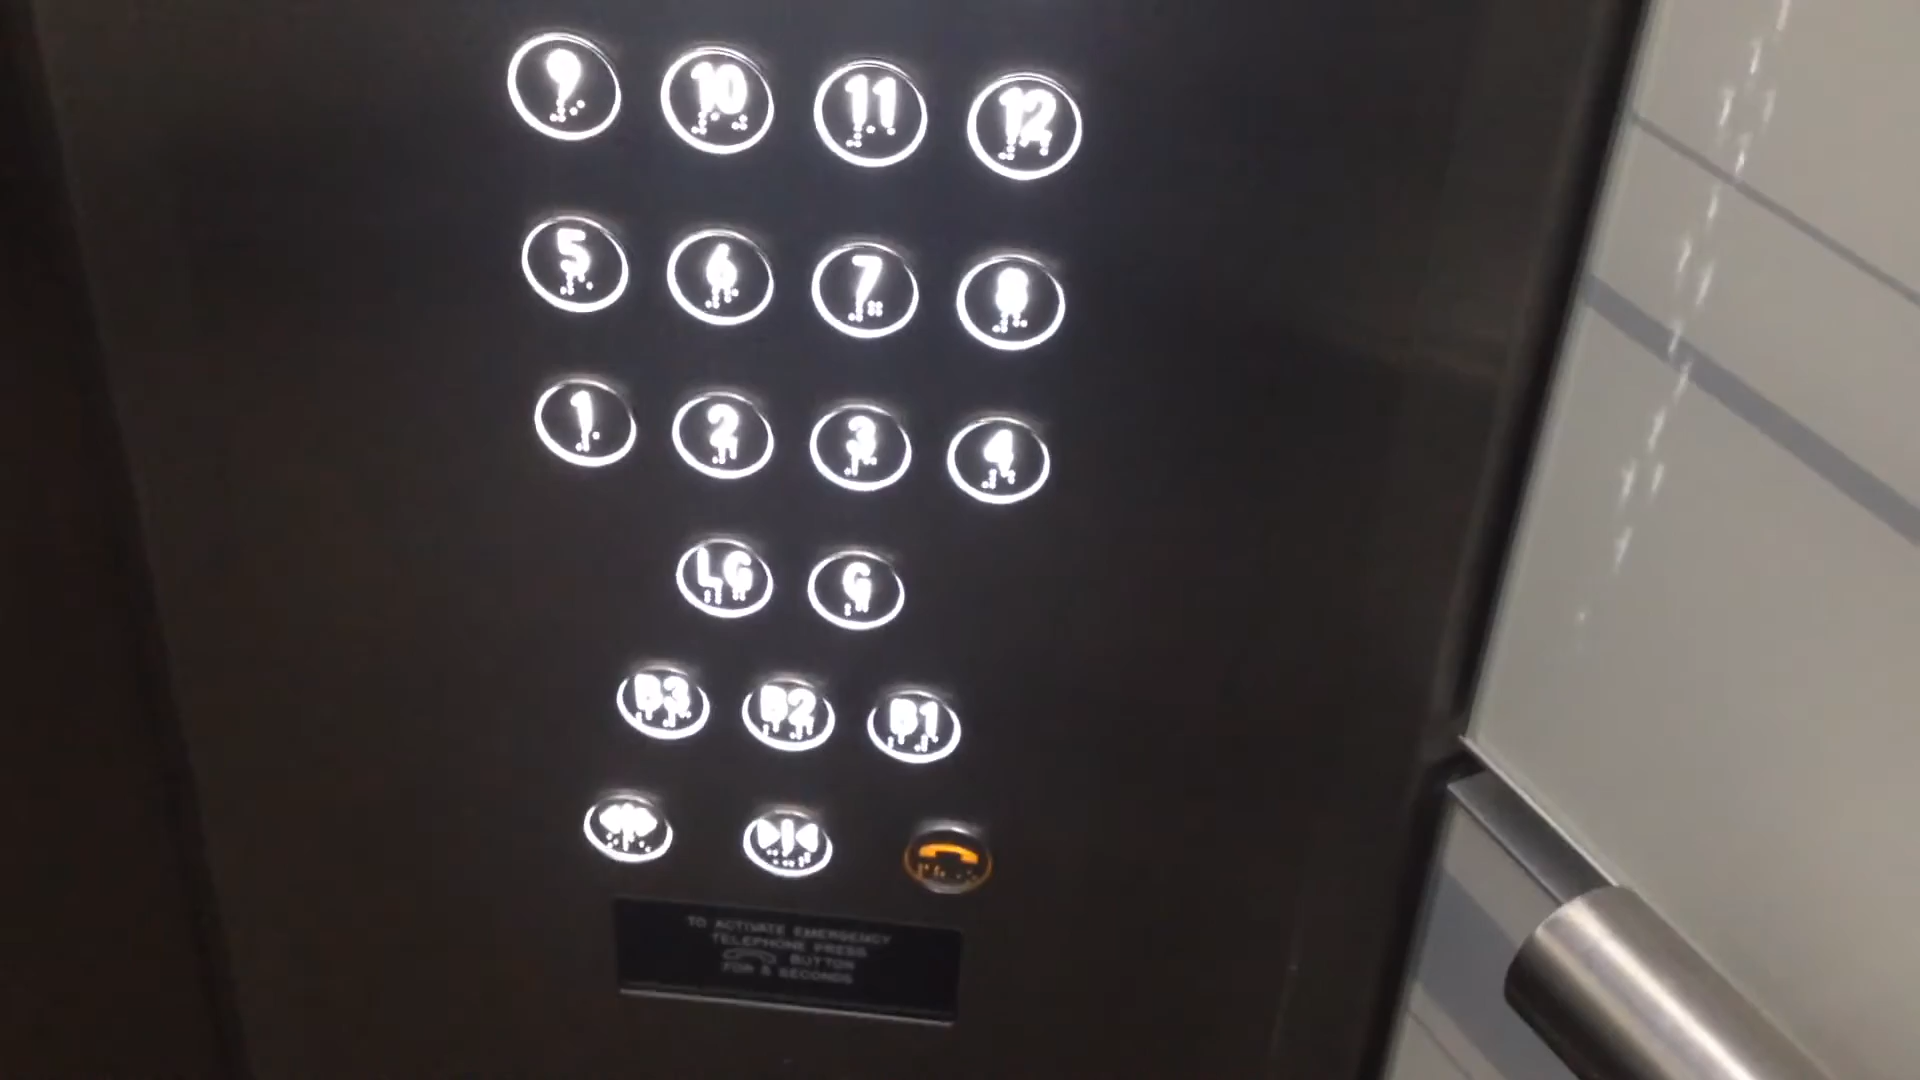 9 10 11 12
5 6 7 8
1 2 3 4
LG G
B3 B2 B1
TO ACTIVATE EMERGENCY
TELEPHONE PRESS
BUTTON
FOR 5 SECONDS